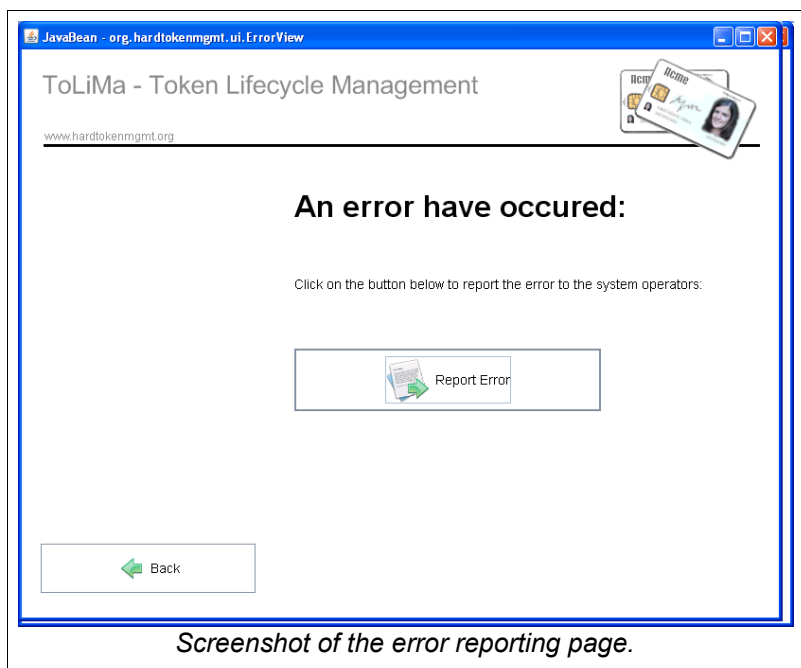 JavaBean - org.hardtokenmgmt.ui.ErrorView
ToLiMa - Token Lifecycle Management
Acme
www.hardtokenmgmt.org
An error have occured:
Click on the button below to report the error to the system operators:
Report Error
Back
Screenshot of the error reporting page.